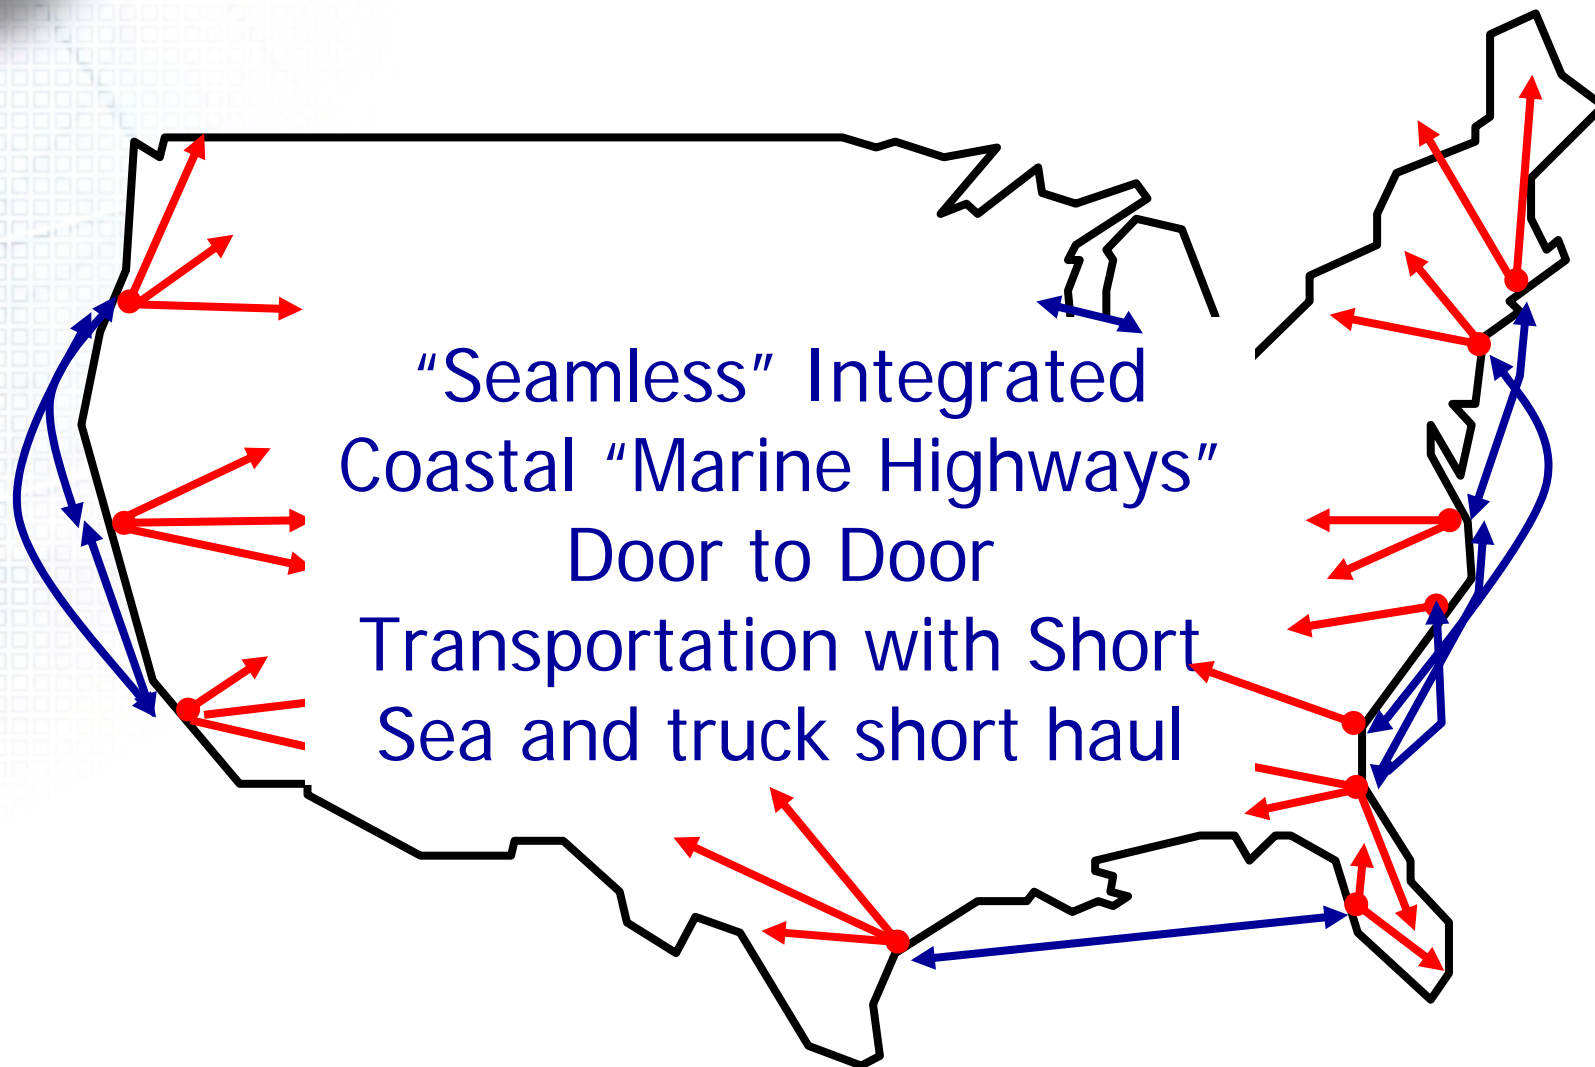 "Seamless" Integrated
Coastal "Marine Highways"
Door to Door
Transportation with Short
Sea and truck short haul